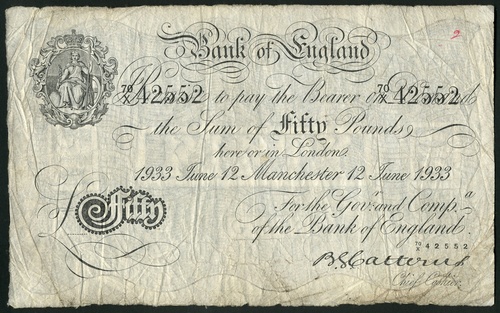 Bank of England
2
70/X 42552 I Promise to pay the Bearer on Demand 70/X 42552
the Sum of Fifty Pounds
here or in London.
1933 June 12 Manchester 12 June 1933
For the Govr. and Compa.
of the Bank of England.
£ Fifty
70/X 42552
B.G. Catterns
Chief Cashier.